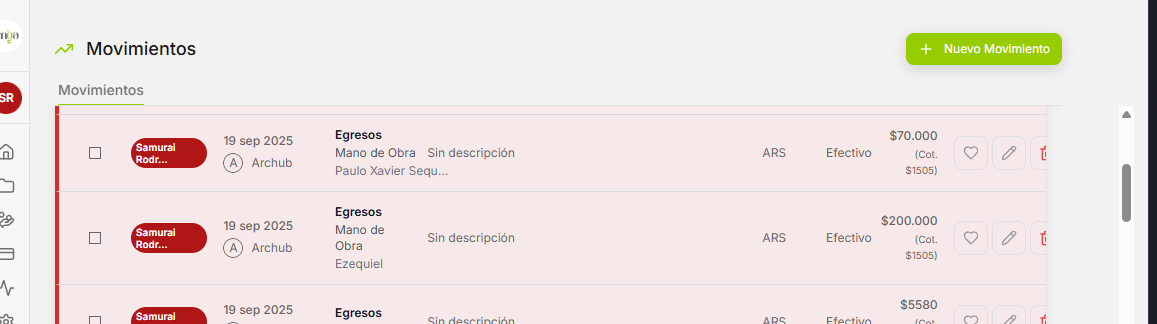 Movimientos
+ Nuevo Movimiento
SR
Movimientos
Samurai
Rodr...
19 sep 2025
A Archub
Egresos
Mano de Obra
Paulo Xavier Sequ...
Sin descripción
ARS
Efectivo
$70.000
(Cot.
$1505)
Samurai
Rodr...
19 sep 2025
A Archub
Egresos
Mano de
Obra
Ezequiel
Sin descripción
ARS
Efectivo
$200.000
(Cot.
$1505)
Samurai
Rodr...
19 sep 2025
Egresos
Sin descripción
ARS
Efectivo
$5580
(Cot.